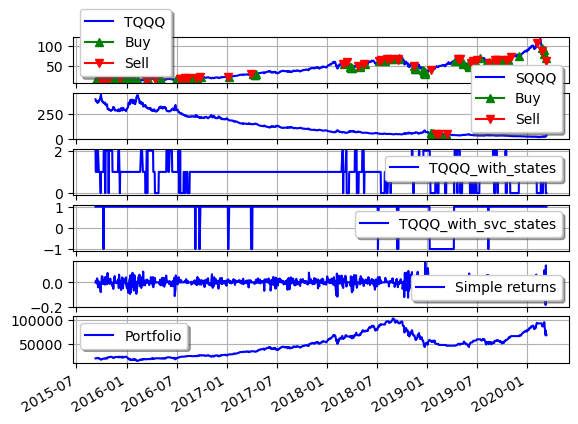 TQQQ
Buy
Sell
100
50
SQQQ
Buy
Sell
250
0
2
0
TQQQ_with_states
1
0
−1
TQQQ_with_svc_states
0.0
−0.2
Simple returns
100000
50000
Portfolio
2015-07
2016-01
2016-07
2017-01
2017-07
2018-01
2018-07
2019-01
2019-07
2020-01